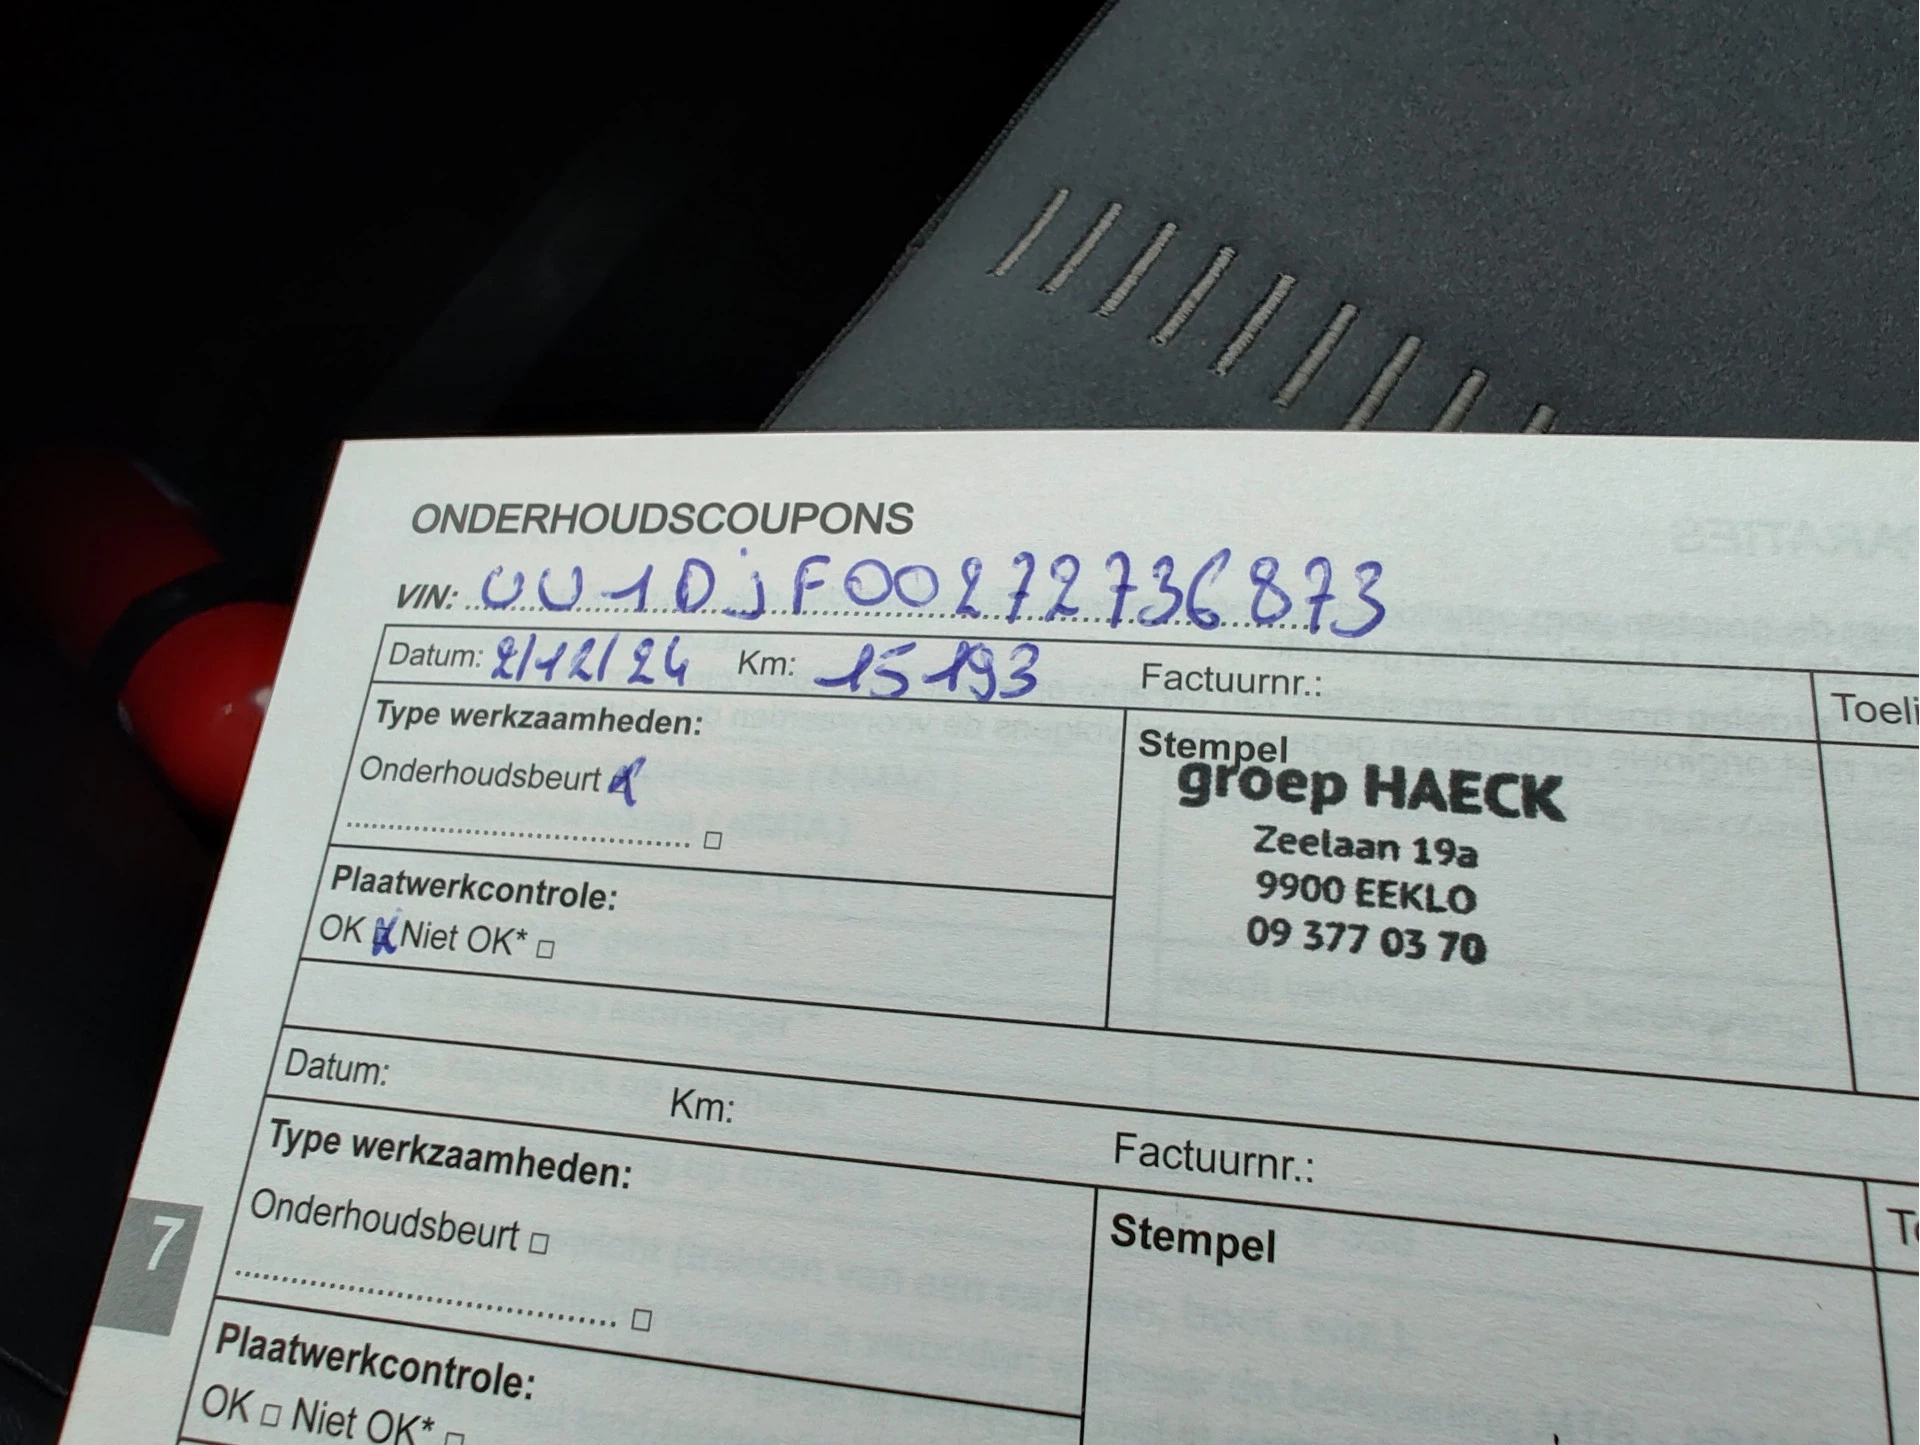 ONDERHOUDSCOUPONS
VIN: UU1DjF00272736873
Datum: 2/12/24 Km: 15193 Factuurnr.: Toeli
Type werkzaamheden:
Onderhoudsbeurt x
.......................................... □
Plaatwerkcontrole:
OK x Niet OK* □
Stempel
groep HAECK
Zeelaan 19a
9900 EEKLO
09 377 03 70
Datum: Km: Factuurnr.:
Type werkzaamheden:
Onderhoudsbeurt □
.......................................... □
Plaatwerkcontrole:
OK □ Niet OK* □
Stempel
7